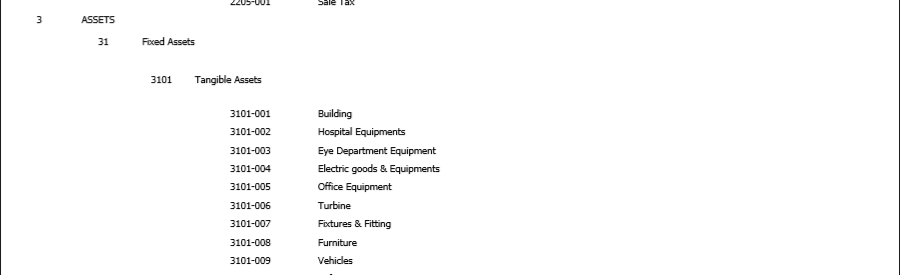 2205-001 Sale Tax
3 ASSETS
31 Fixed Assets
3101 Tangible Assets
3101-001 Building
3101-002 Hospital Equipments
3101-003 Eye Department Equipment
3101-004 Electric goods & Equipments
3101-005 Office Equipment
3101-006 Turbine
3101-007 Fixtures & Fitting
3101-008 Furniture
3101-009 Vehicles